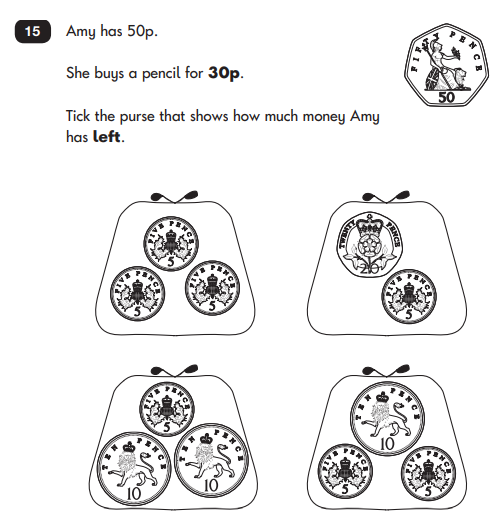 15 Amy has 50p.
She buys a pencil for 30p.
Tick the purse that shows how much money Amy
has left.
FIFTY PENCE
50
FIVE PENCE
5
FIVE PENCE
5
FIVE PENCE
5
TWENTY PENCE
20
FIVE PENCE
5
FIVE PENCE
5
TEN PENCE
10
TEN PENCE
10
TEN PENCE
10
FIVE PENCE
5
FIVE PENCE
5